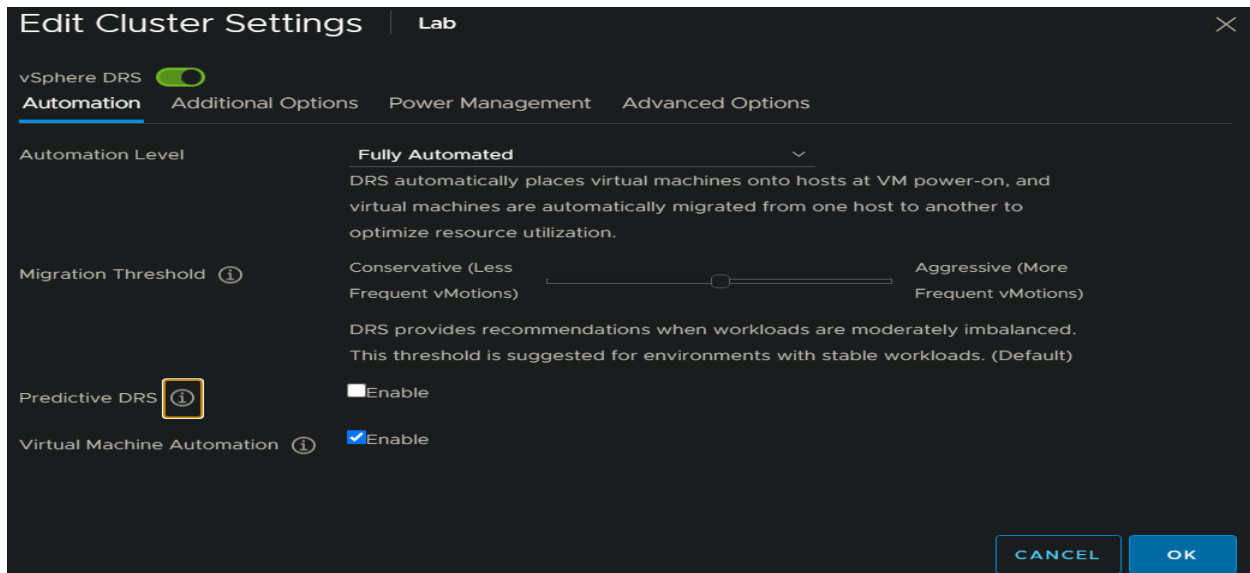 Edit Cluster Settings Lab
vSphere DRS
Automation Additional Options Power Management Advanced Options
Automation Level Fully Automated
DRS automatically places virtual machines onto hosts at VM power-on, and
virtual machines are automatically migrated from one host to another to
optimize resource utilization.
Migration Threshold Conservative (Less
Frequent vMotions)
Aggressive (More
Frequent vMotions)
DRS provides recommendations when workloads are moderately imbalanced.
This threshold is suggested for environments with stable workloads. (Default)
Predictive DRS Enable
Virtual Machine Automation Enable
CANCEL OK